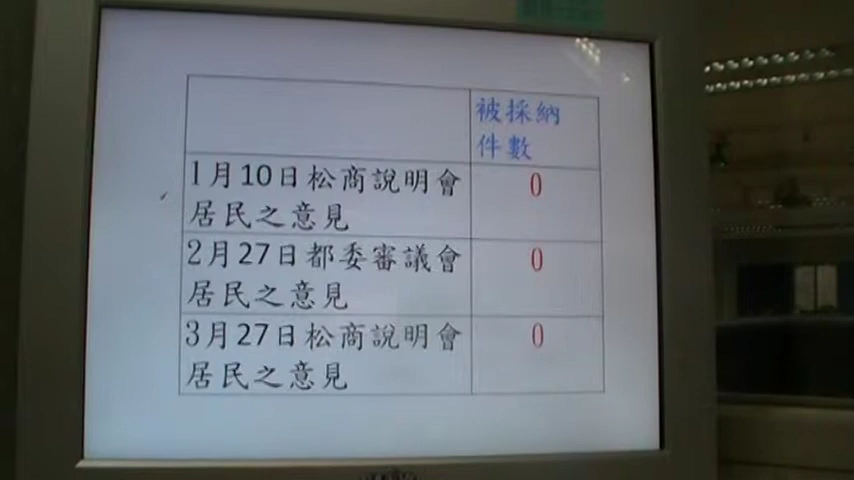 被採納
件數
1月10日松商說明會
居民之意見
0
2月27日都委審議會
居民之意見
0
3月27日松商說明會
居民之意見
0